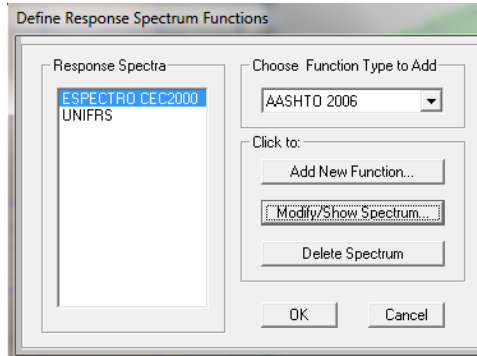 Define Response Spectrum Functions
Response Spectra
ESPECTRO CEC2000
UNIFRS
Choose Function Type to Add
AASHTO 2006
Click to:
Add New Function...
Modify/Show Spectrum...
Delete Spectrum
OK
Cancel